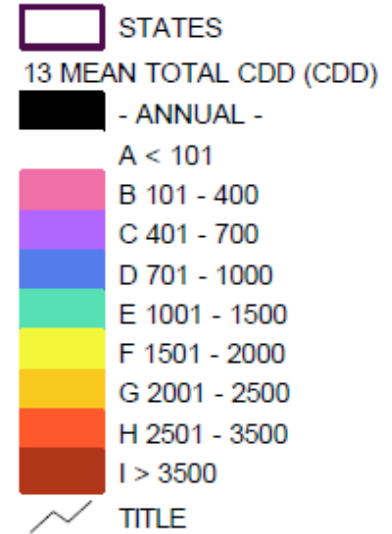 STATES
13 MEAN TOTAL CDD (CDD)
- ANNUAL -
A < 101
B 101 - 400
C 401 - 700
D 701 - 1000
E 1001 - 1500
F 1501 - 2000
G 2001 - 2500
H 2501 - 3500
I > 3500
TITLE